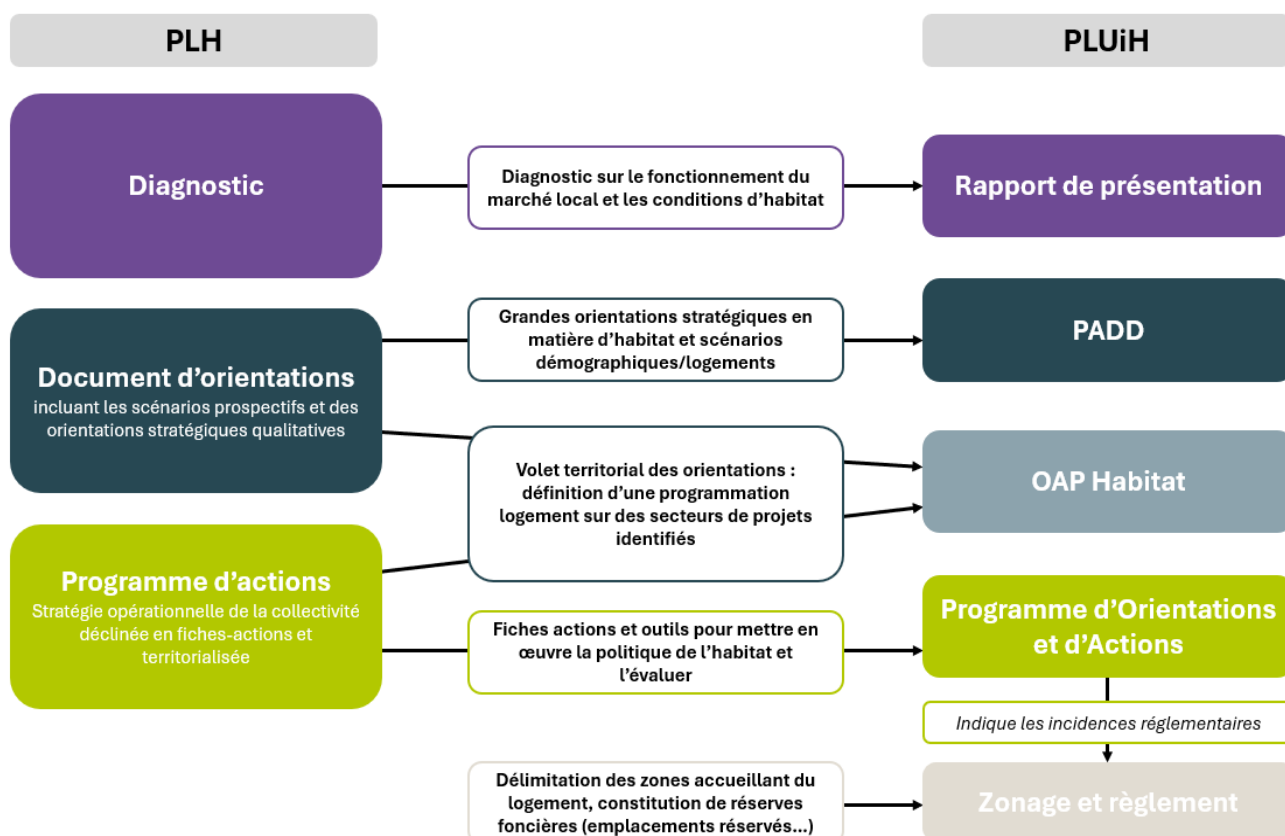 PLH
PLUiH
Diagnostic
Diagnostic sur le fonctionnement du
marché local et les conditions d'habitat
Rapport de présentation
Document d'orientations
incluant les scénarios prospectifs et des
orientations stratégiques qualitatives
Grandes orientations stratégiques en
matière d'habitat et scénarios
démographiques/logements
PADD
Volet territorial des orientations :
définition d'une programmation
logement sur des secteurs de projets
identifiés
OAP Habitat
Programme d'actions
Stratégie opérationnelle de la collectivité
déclinée en fiches-actions et
territorialisée
Fiches actions et outils pour mettre en
œuvre la politique de l'habitat et
l'évaluer
Programme d'Orientations
et d'Actions
Indique les incidences réglementaires
Délimitation des zones accueillant du
logement, constitution de réserves
foncières (emplacements réservés...)
Zonage et règlement